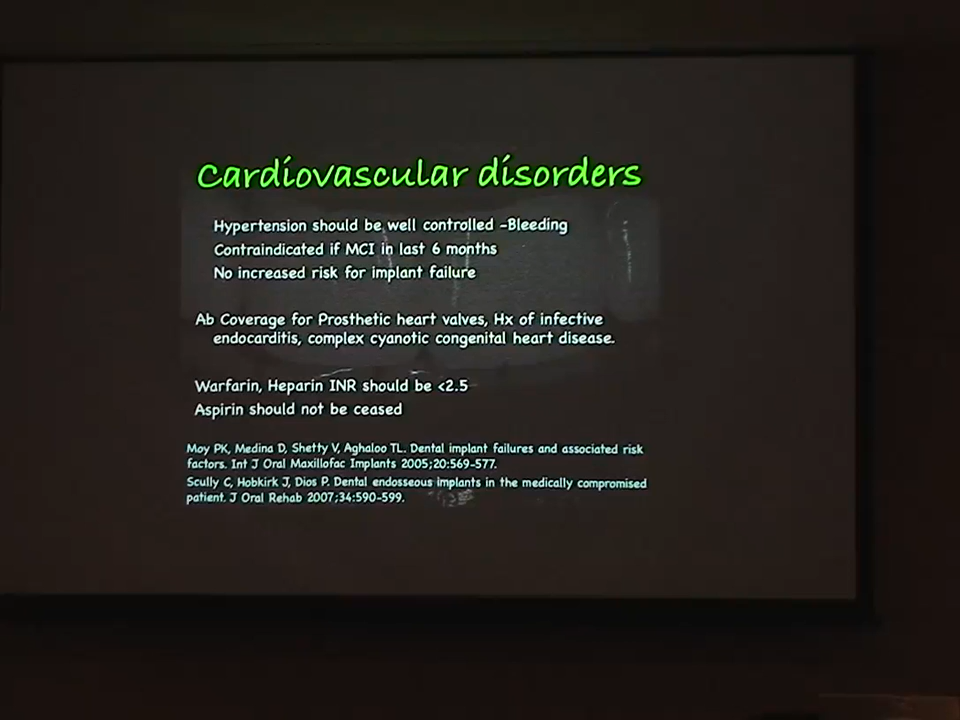 Cardiovascular disorders
Hypertension should be well controlled -Bleeding
Contraindicated if MCI in last 6 months
No increased risk for implant failure
Ab Coverage for Prosthetic heart valves, Hx of infective
endocarditis, complex cyanotic congenital heart disease.
Warfarin, Heparin INR should be <2.5
Aspirin should not be ceased
Moy PK, Medina D, Shetty V, Aghaloo TL. Dental implant failures and associated risk
factors. Int J Oral Maxillofac Implants 2005;20:569-577.
Scully C, Hobkirk J, Dios P. Dental endosseous implants in the medically compromised
patient. J Oral Rehab 2007;34:590-599.